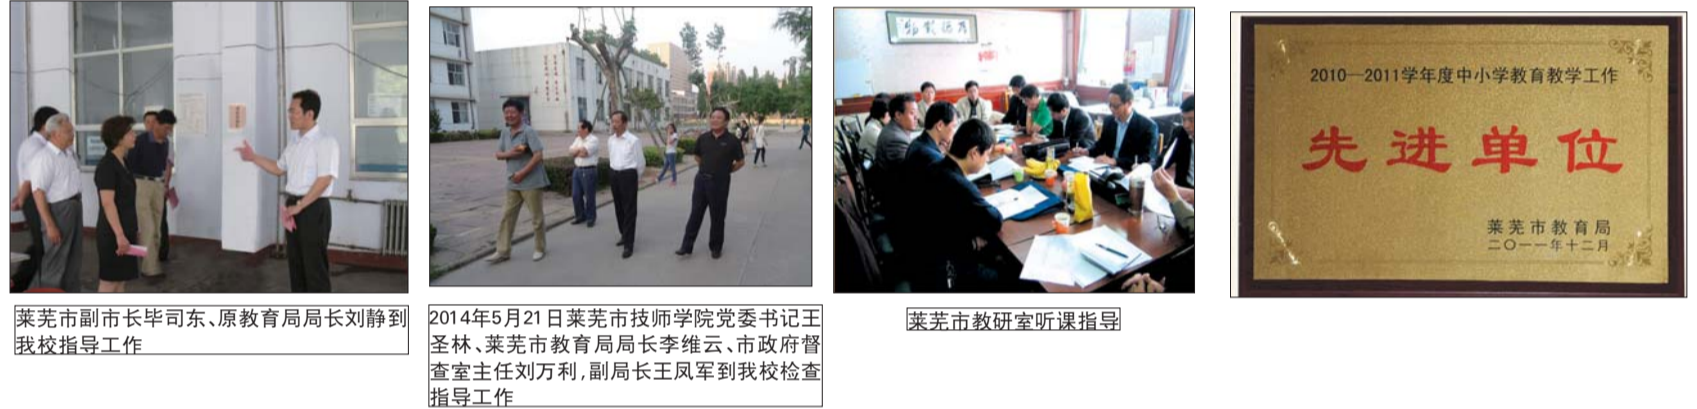 莱芜市副市长毕司东、原教育局局长刘静到
我校指导工作
2014年5月21日莱芜市技师学院党委书记王
圣林、莱芜市教育局局长李维云、市政府督
查室主任刘万利,副局长王凤军到我校检查
指导工作
莱芜市教研室听课指导
2010—2011学年度中小学教育教学工作
先进单位
莱芜市教育局
二〇一一年十二月